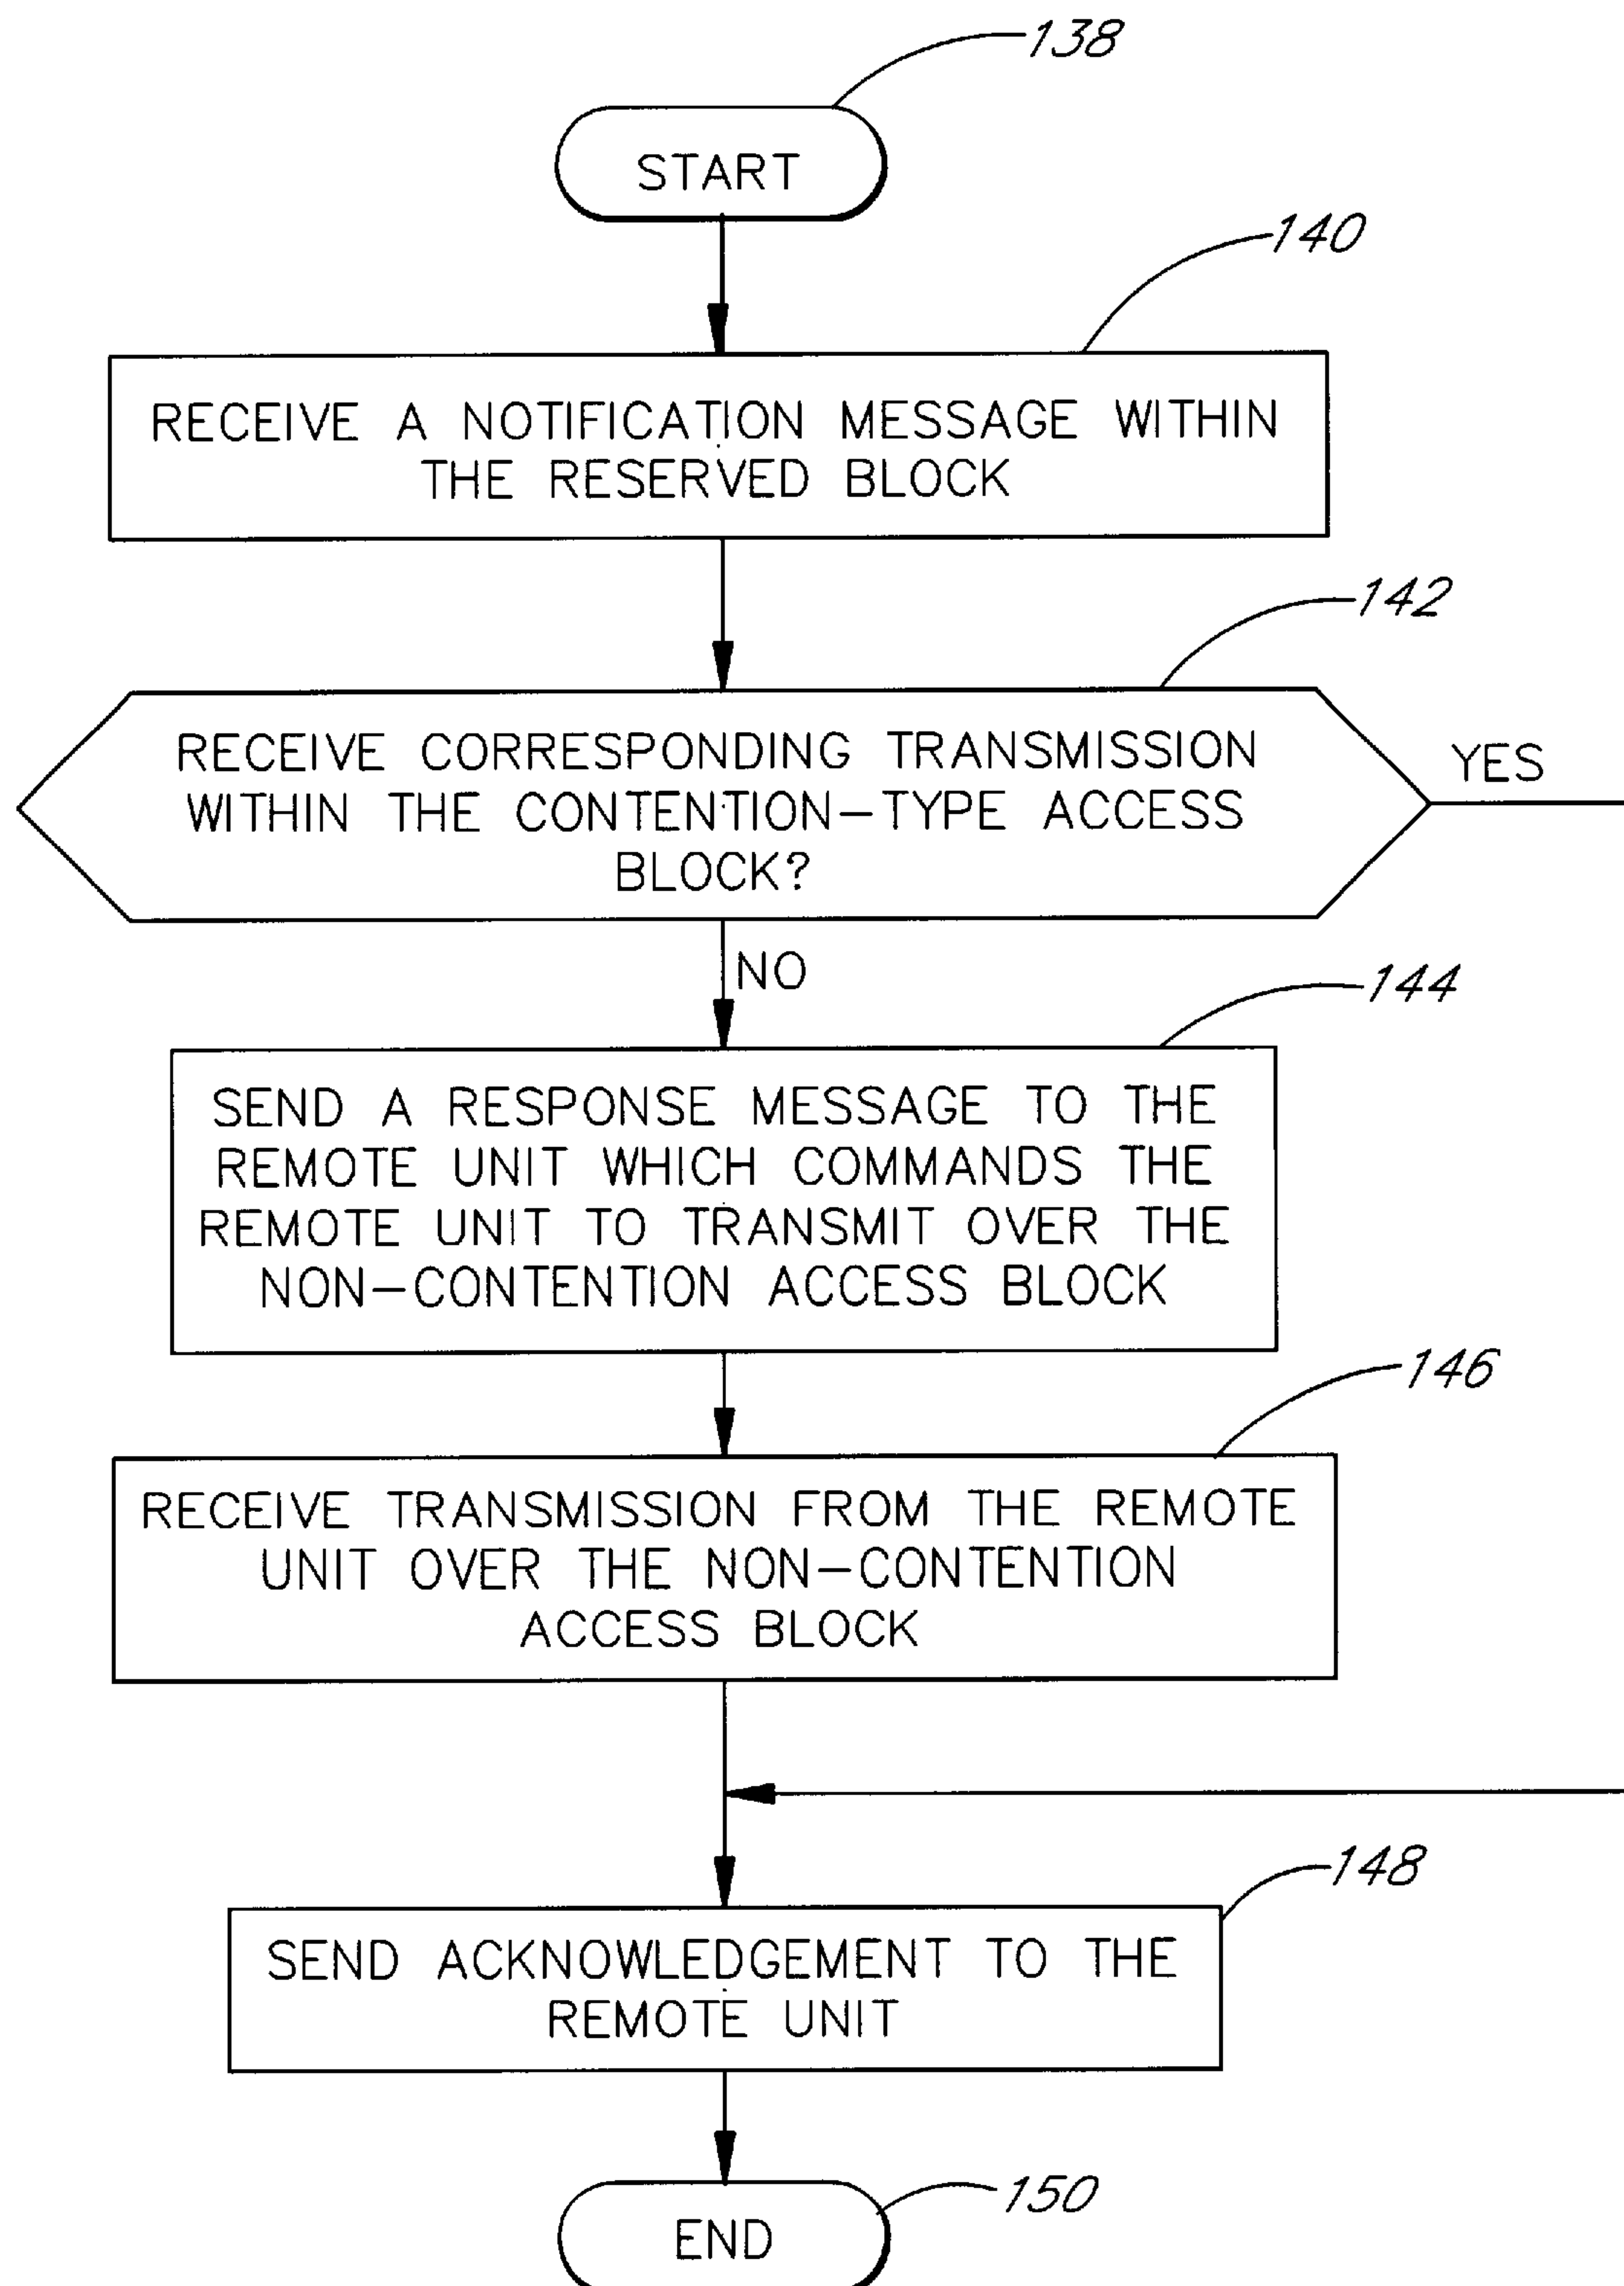 138
START
140
RECEIVE A NOTIFICATION MESSAGE WITHIN
THE RESERVED BLOCK
142
RECEIVE CORRESPONDING TRANSMISSION
WITHIN THE CONTENTION-TYPE ACCESS
BLOCK?
YES
NO
144
SEND A RESPONSE MESSAGE TO THE
REMOTE UNIT WHICH COMMANDS THE
REMOTE UNIT TO TRANSMIT OVER THE
NON-CONTENTION ACCESS BLOCK
146
RECEIVE TRANSMISSION FROM THE REMOTE
UNIT OVER THE NON-CONTENTION
ACCESS BLOCK
148
SEND ACKNOWLEDGEMENT TO THE
REMOTE UNIT
150
END